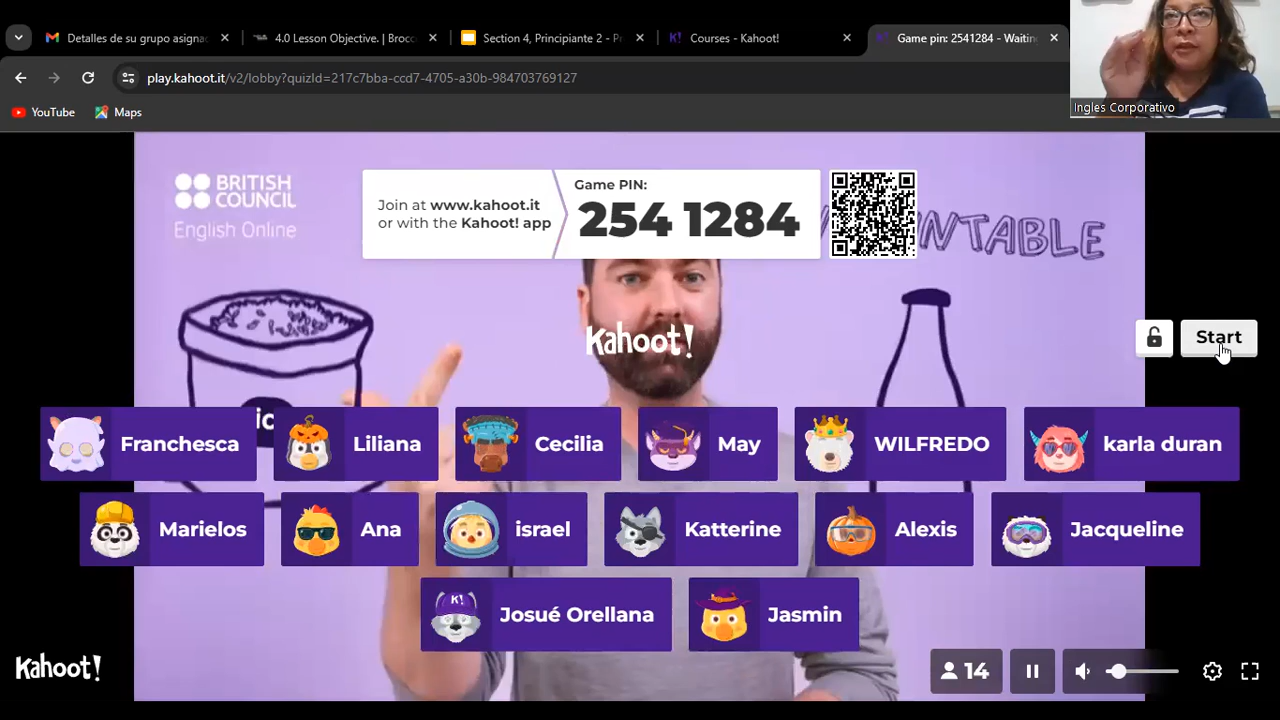 Detalles de su grupo asigna
4.0 Lesson Objective. | Brocc
Section 4, Principiante 2 - P
Courses - Kahoot!
Game pin: 2541284 - Waitin
play.kahoot.it/v2/lobby?quizId=217c7bba-ccd7-4705-a30b-984703769127
YouTube
Maps
Ingles Corporativo
BRITISH
COUNCIL
English Online
Join at www.kahoot.it
or with the Kahoot! app
Game PIN:
254 1284
NTABLE
Kahoot!
Start
ic
Franchesca
Liliana
Cecilia
May
WILFREDO
karla duran
Marielos
Ana
israel
Katterine
Alexis
Jacqueline
K!
Josué Orellana
Jasmin
Kahoot!
14